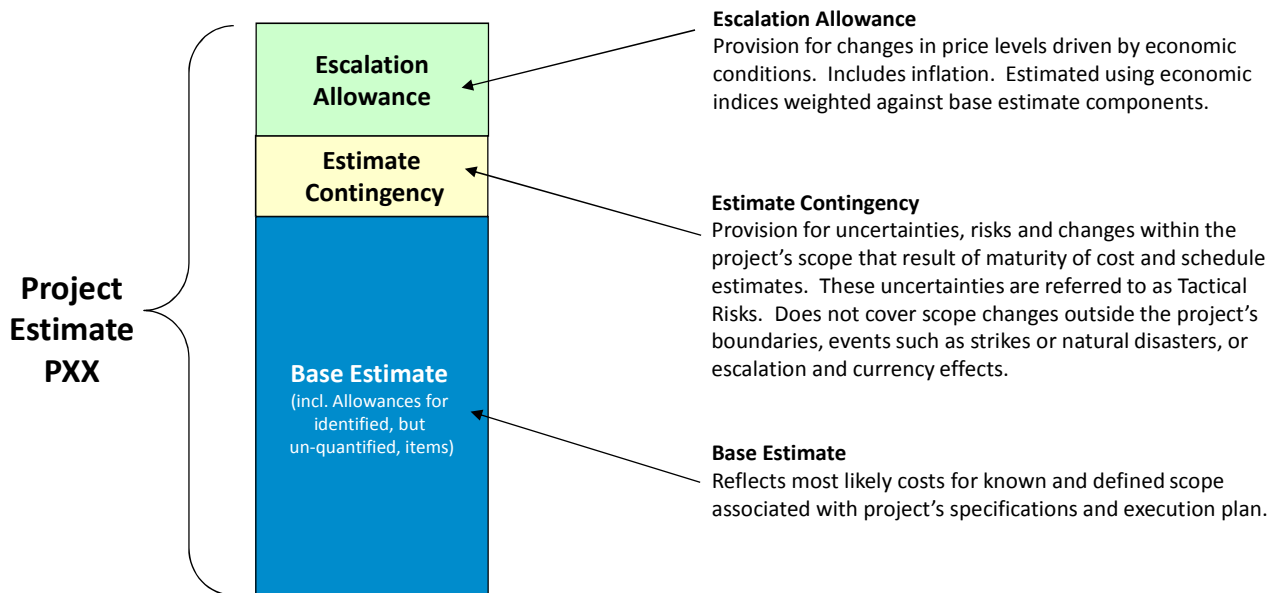 Project
Estimate
PXX
Escalation
Allowance
Estimate
Contingency
Base Estimate
(incl. Allowances for
identified, but
un-quantified, items)
Escalation Allowance
Provision for changes in price levels driven by economic
conditions.  Includes inflation.  Estimated using economic
indices weighted against base estimate components.
Estimate Contingency
Provision for uncertainties, risks and changes within the
project’s scope that result of maturity of cost and schedule
estimates.  These uncertainties are referred to as Tactical
Risks.  Does not cover scope changes outside the project’s
boundaries, events such as strikes or natural disasters, or
escalation and currency effects.
Base Estimate
Reflects most likely costs for known and defined scope
associated with project’s specifications and execution plan.